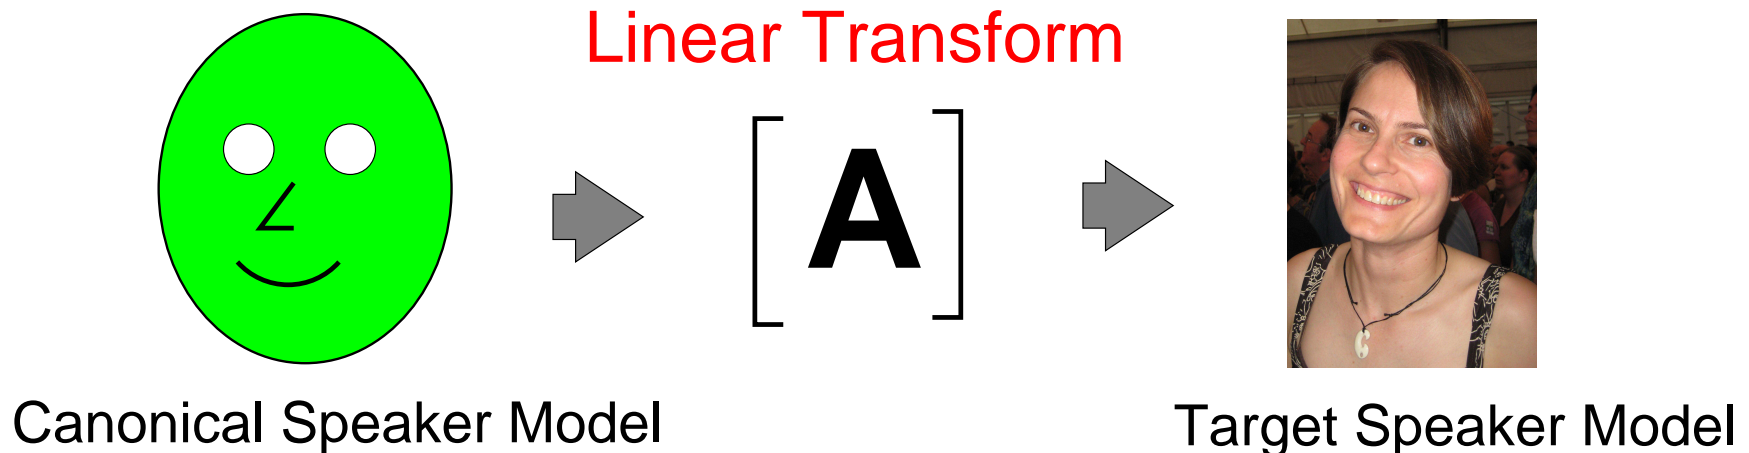 Linear Transform
[A]
Canonical Speaker Model
Target Speaker Model